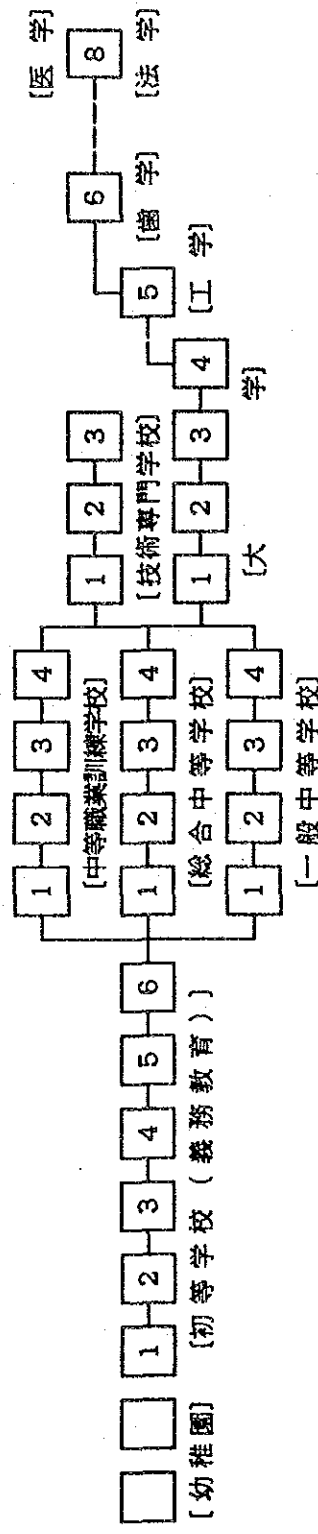 [幼稚園]
1 2 3 4 5 6
[初等学校(義務教育)]
1 2 3 4
[中等職業訓練学校]
1 2 3 4
[総合中等学校]
1 2 3 4
[一般中等学校]
1 2 3
[技術専門学校]
1 2 3 4
[大 学]
5
[工 学]
6
[歯 学]
[医 学]
8
[法 学]